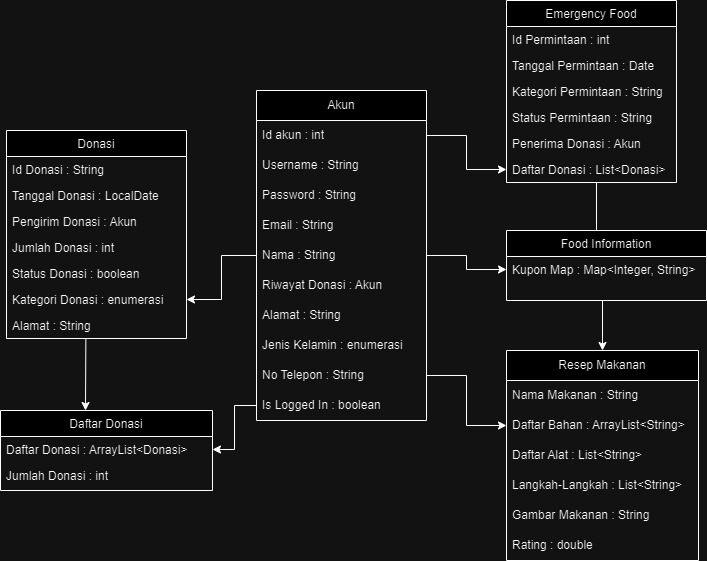 Emergency Food
Id Permintaan : int
Tanggal Permintaan : Date
Kategori Permintaan : String
Status Permintaan : String
Penerima Donasi : Akun
Daftar Donasi : List<Donasi>
Akun
Id akun : int
Username : String
Password : String
Email : String
Nama : String
Riwayat Donasi : Akun
Alamat : String
Jenis Kelamin : enumerasi
No Telepon : String
Is Logged In : boolean
Donasi
Id Donasi : String
Tanggal Donasi : LocalDate
Pengirim Donasi : Akun
Jumlah Donasi : int
Status Donasi : boolean
Kategori Donasi : enumerasi
Alamat : String
Food Information
Kupon Map : Map<Integer, String>
Resep Makanan
Nama Makanan : String
Daftar Bahan : ArrayList<String>
Daftar Alat : List<String>
Langkah-Langkah : List<String>
Gambar Makanan : String
Rating : double
Daftar Donasi
Daftar Donasi : ArrayList<Donasi>
Jumlah Donasi : int